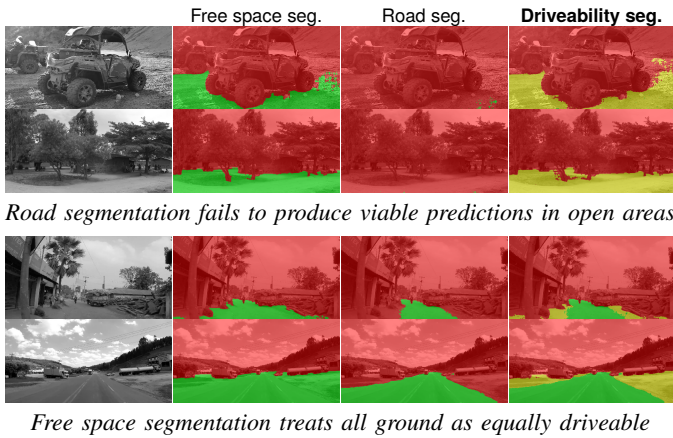 Free space seg. Road seg. Driveability seg.
Road segmentation fails to produce viable predictions in open areas
Free space segmentation treats all ground as equally driveable